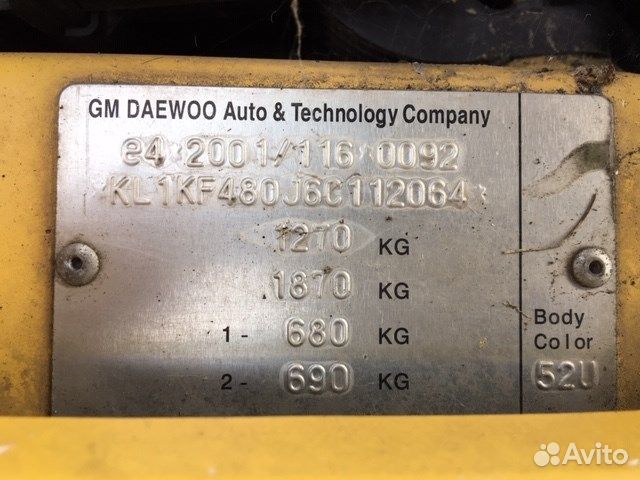 GM DAEWOO Auto & Technology Company
e4*2001/116*0092
*KL1KF480J6C112064*
1270 KG
1870 KG
1- 680 KG
2- 690 KG
Body
Color
52U
Avito